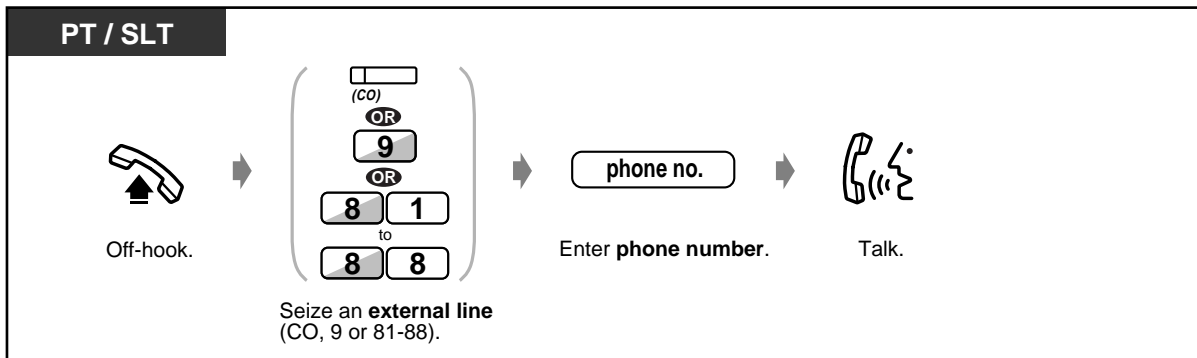 PT / SLT
(CO)
OR
9
OR
8 1
to
8 8
phone no.
Off-hook.
Seize an external line
(CO, 9 or 81-88).
Enter phone number.
Talk.